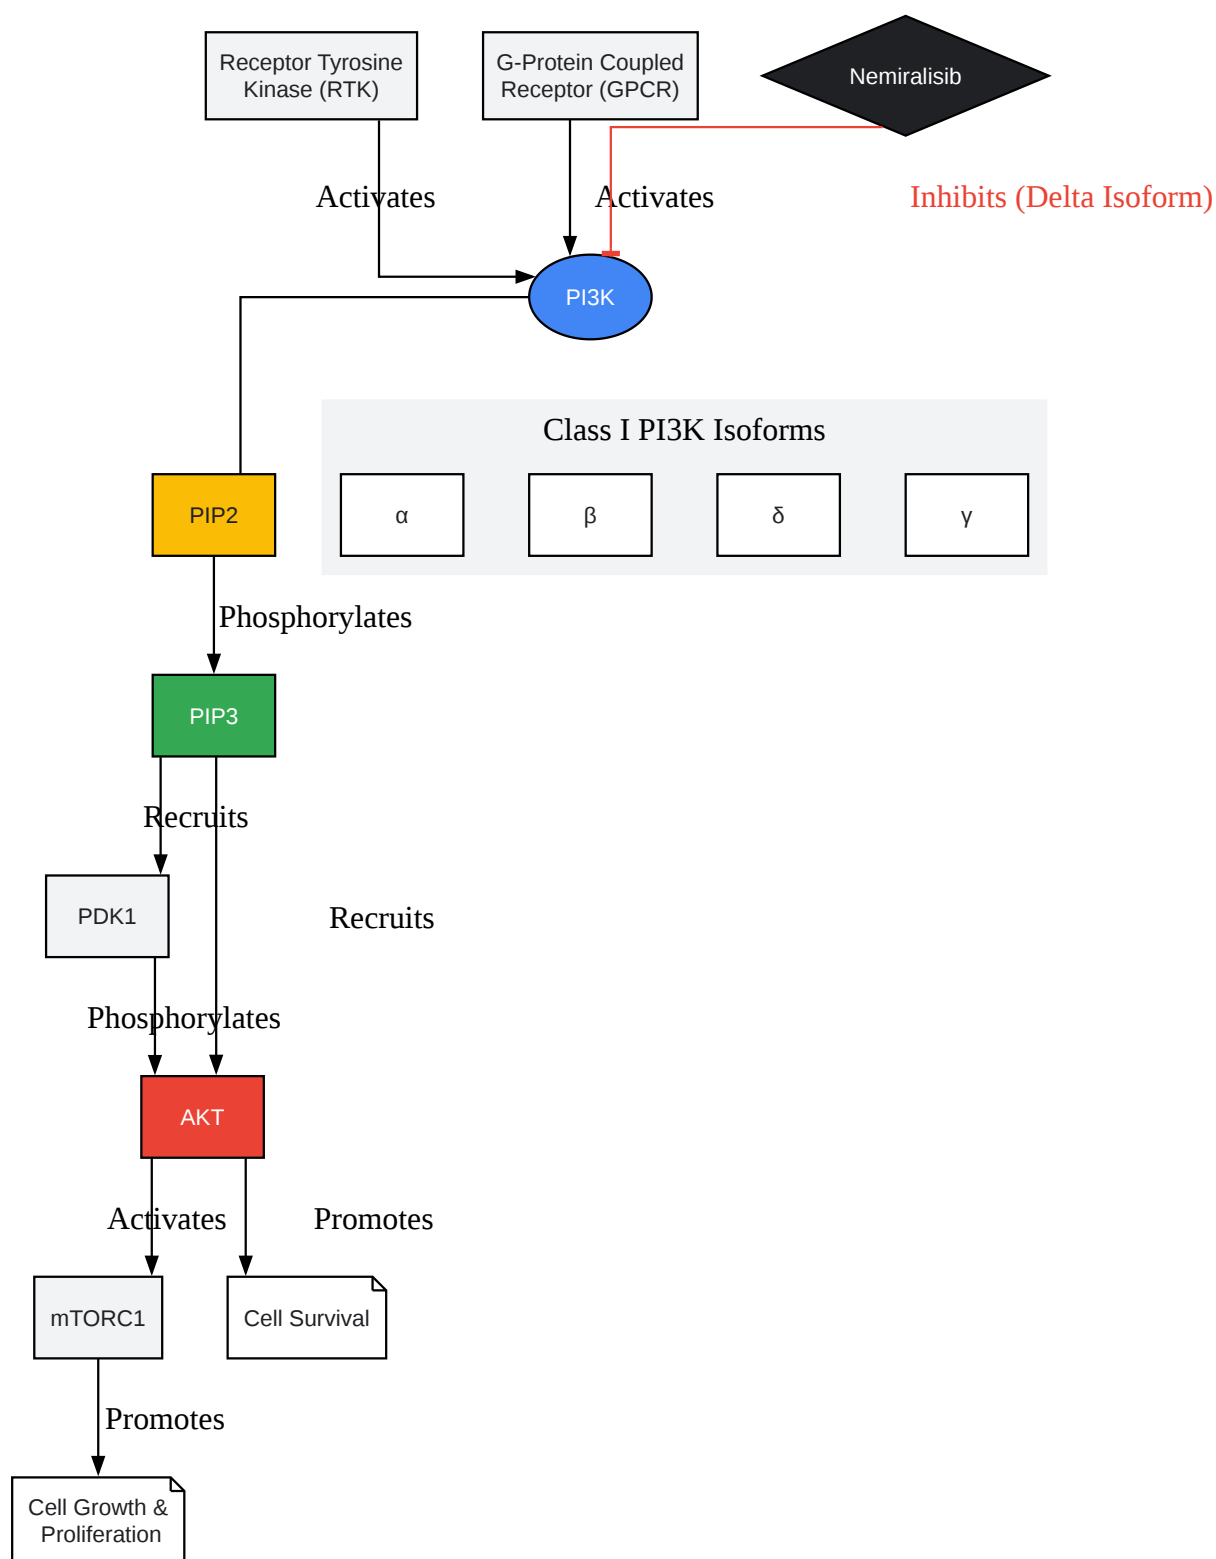 Receptor Tyrosine
Kinase (RTK)
G-Protein Coupled
Receptor (GPCR)
Nemiralisib
Activates
Activates
Inhibits (Delta Isoform)
PI3K
Class I PI3K Isoforms
PIP2
α
β
δ
γ
Phosphorylates
PIP3
Recruits
PDK1
Recruits
Phosphorylates
AKT
Activates
Promotes
mTORC1
Cell Survival
Promotes
Cell Growth &
Proliferation